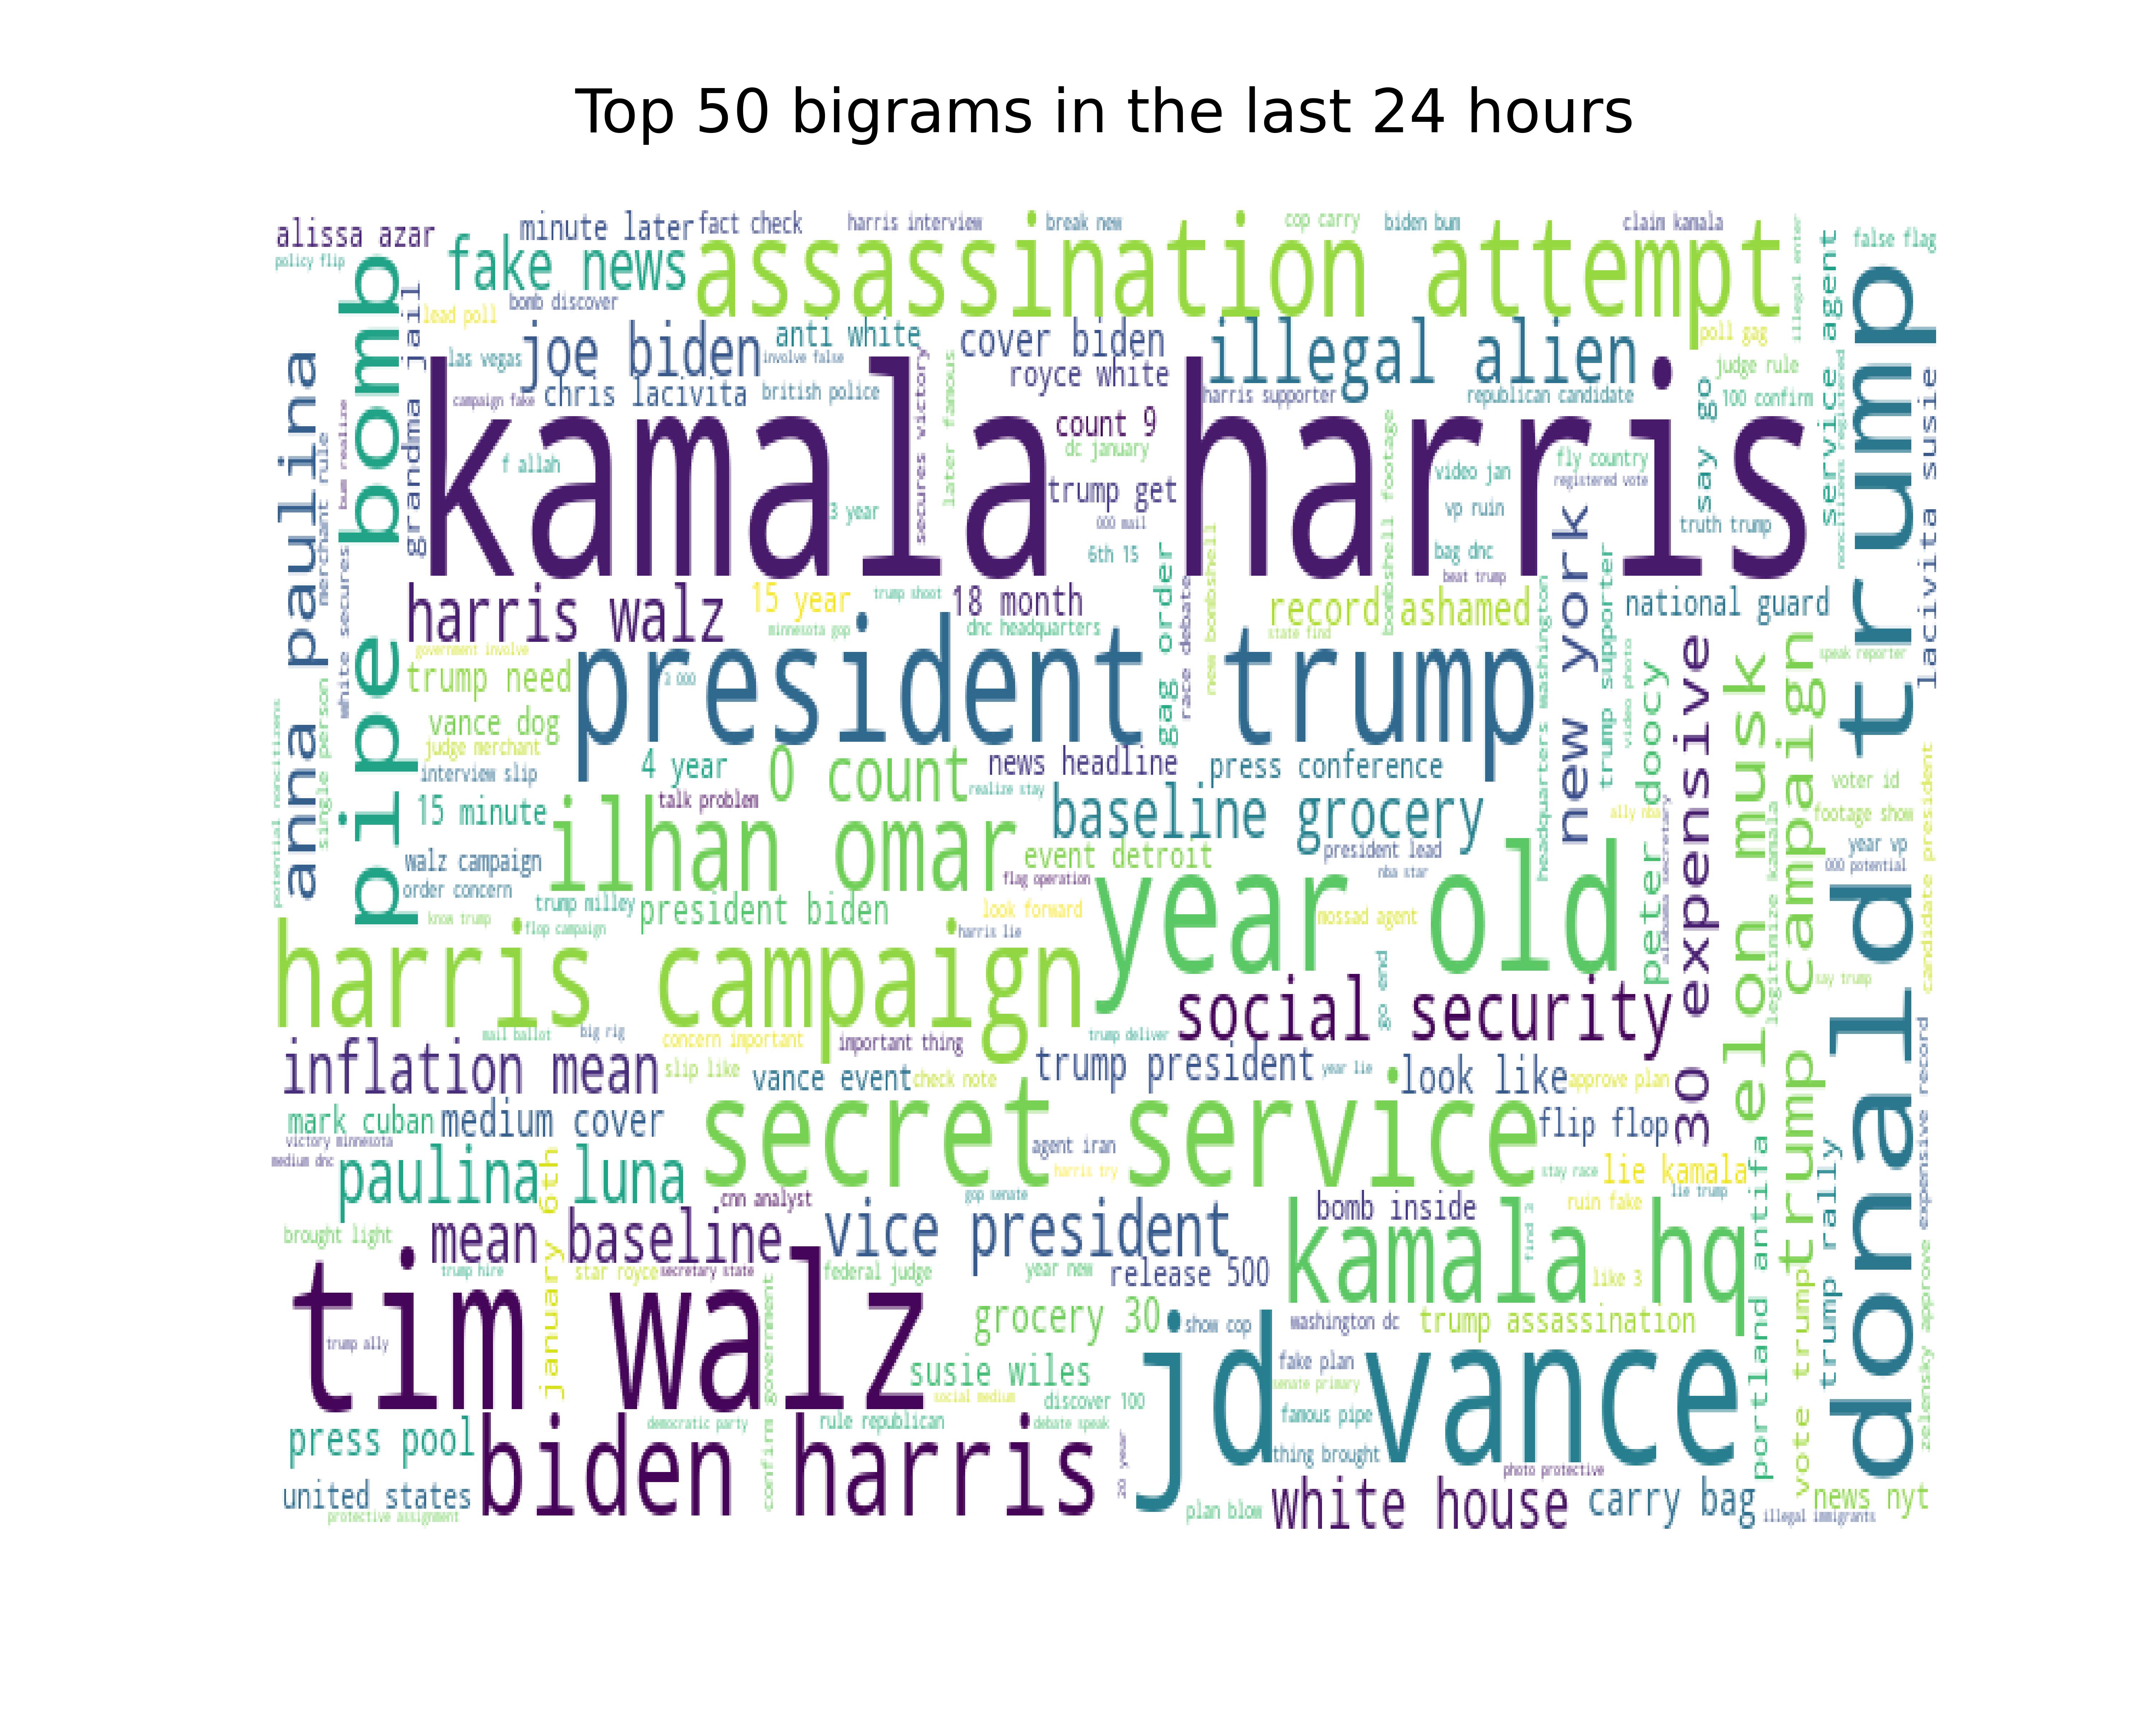 Top 50 bigrams in the last 24 hours
alissa azar
minute later
fact check
harris interview
break new
cop carry
biden bum
claim kamala
illegal enter
false flag
policy flip
fake news
assassination attempt
service agent
donald trump
pipe bomb
grandma jail
lead poll
bomb discover
joe biden
anti white
cover biden
illegal alien
poll gag
las vegas
involve false
judge rule
royce white
campaign fake
chris lacivita
british police
harris supporter
republican candidate
100 confirm
anna paulina
merchant rule
bum realize
white secures
kamala harris
secures victory
later famous
count 9
dc january
trump get
000 mail
6th 15
f allah
3 year
bombshell footage
video jan
vp ruin
bag dnc
beat trump
fly country
registered vote
say go
truth trump
noncitizens registered
lacivita susie
harris walz
15 year
trump shoot
18 month
minnesota gop
dnc headquarters
gag order
race debate
new bombshell
record ashamed
state find
headquarters washington
new york
trump supporter
national guard
government involve
trump need
3 000
president trump
video photo
peter doocy
30 expensive
elon musk
trump campaign
speak reporter
potential noncitizens
single person
vance dog
judge merchant
interview slip
4 year
0 count
news headline
press conference
realize stay
talk problem
15 minute
ilhan omar
baseline grocery
ally nba
alabama secretary
legitimize kamala
voter id
footage show
candidate president
walz campaign
event detroit
president lead
year vp
000 potential
order concern
flag operation
nba star
know trump
trump milley
president biden
look forward
mossad agent
year old
flop campaign
harris lie
harris campaign
go end
say trump
social security
mail ballot
big rig
concern important
important thing
trump deliver
inflation mean
slip like
vance event
check note
trump president
year lie
look like
approve plan
mark cuban
medium cover
secret service
flip flop
victory minnesota
medium dnc
agent iran
harris try
stay race
lie kamala
lie trump
portland antifa
trump rally
vote trump
zelensky approve
expensive record
paulina luna
january 6th
cnn analyst
gop senate
bomb inside
ruin fake
brought light
mean baseline
vice president
find 3
kamala hq
trump hire
star royce
secretary state
federal judge
year new
release 500
like 3
tim walz
trump ally
confirm government
grocery 30
show cop
washington dc
trump assassination
susie wiles
jd vance
fake plan
senate primary
social medium
discover 100
press pool
democratic party
rule republican
debate speak
famous pipe
biden harris
20 year
thing brought
photo protective
united states
protective assignment
plan blow
white house
carry bag
news nyt
illegal immigrants